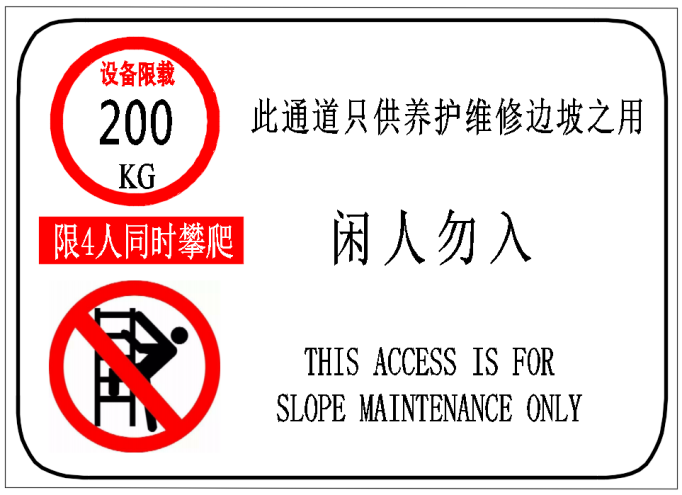 设备限载
200
KG
限4人同时攀爬
此通道只供养护维修边坡之用
闲人勿入
THIS ACCESS IS FOR
SLOPE MAINTENANCE ONLY